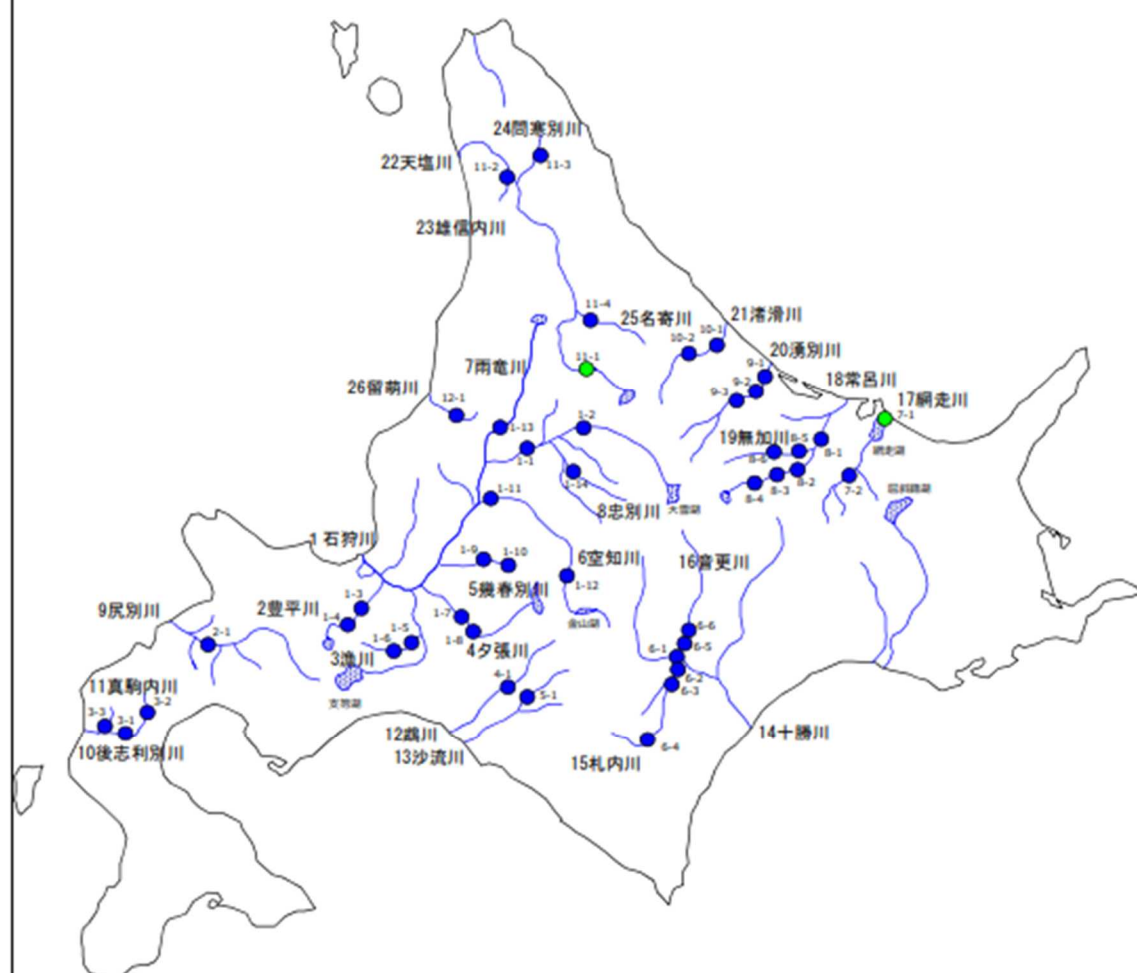 24問寒別川
22天塩川
11-2
11-3
23雄信内川
11-4
25名寄川
10-1
21渚滑川
10-2
20湧別川
11-1
7雨竜川
9-1
18常呂川
26留萌川
9-2
9-3
17網走川
12-1
7-1
1-13
1-2
19無加川
8-5
8-1
網走湖
1-1
8-6
1-14
8-2
8-3
7-2
8-4
屈斜路湖
1-11
8忠別川
大雪湖
1石狩川
1-9
1-10
6空知川
16音更川
5幾春別川
1-12
1-3
9尻別川
2豊平川
1-4
1-7
金山湖
2-1
1-5
6-6
1-6
1-8
4夕張川
6-5
6-1
3漁川
6-2
4-1
11真駒内川
5-1
6-3
支笏湖
3-2
3-3
3-1
12鵡川
14十勝川
10後志利別川
13沙流川
6-4
15札内川